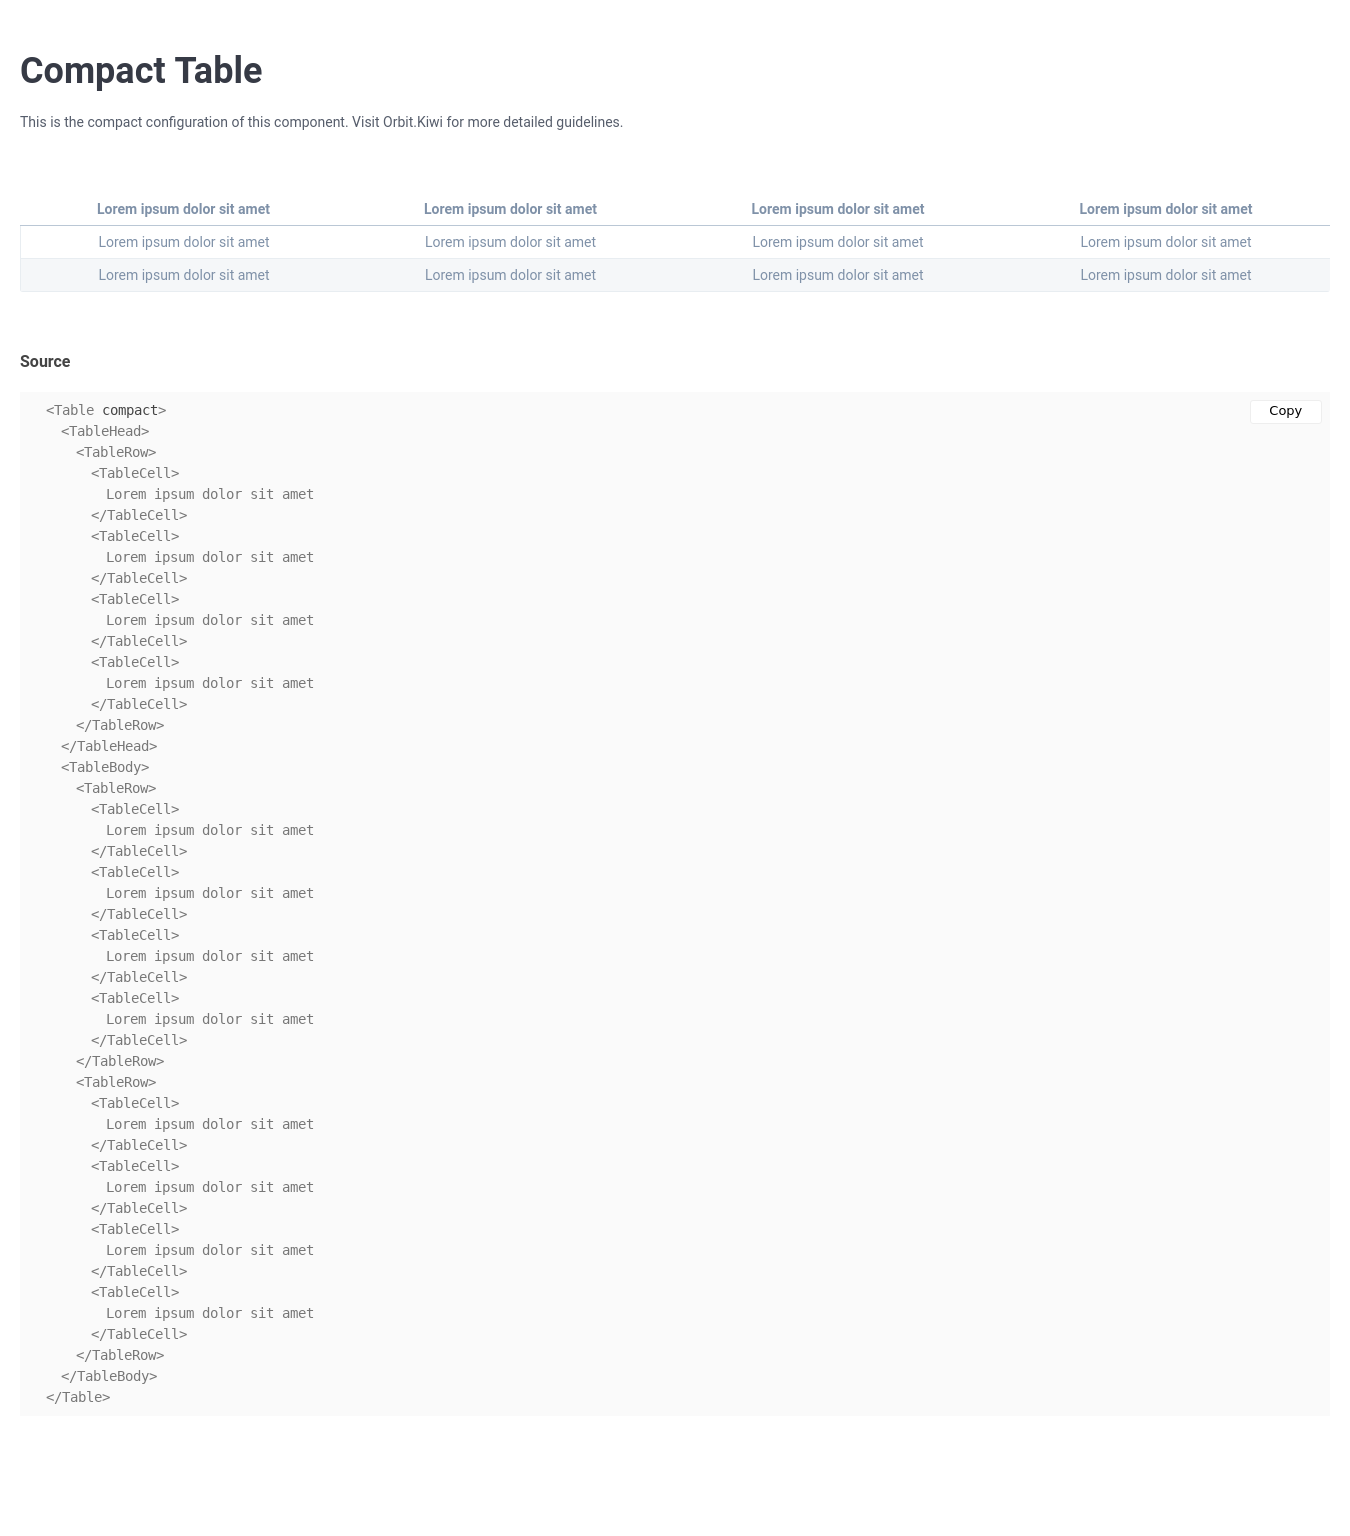 Compact Table
This is the compact configuration of this component. Visit Orbit.Kiwi for more detailed guidelines.
Lorem ipsum dolor sit amet Lorem ipsum dolor sit amet Lorem ipsum dolor sit amet Lorem ipsum dolor sit amet
Lorem ipsum dolor sit amet Lorem ipsum dolor sit amet Lorem ipsum dolor sit amet Lorem ipsum dolor sit amet
Lorem ipsum dolor sit amet Lorem ipsum dolor sit amet Lorem ipsum dolor sit amet Lorem ipsum dolor sit amet
Source
Copy
<Table compact>
  <TableHead>
    <TableRow>
      <TableCell>
        Lorem ipsum dolor sit amet
      </TableCell>
      <TableCell>
        Lorem ipsum dolor sit amet
      </TableCell>
      <TableCell>
        Lorem ipsum dolor sit amet
      </TableCell>
      <TableCell>
        Lorem ipsum dolor sit amet
      </TableCell>
    </TableRow>
  </TableHead>
  <TableBody>
    <TableRow>
      <TableCell>
        Lorem ipsum dolor sit amet
      </TableCell>
      <TableCell>
        Lorem ipsum dolor sit amet
      </TableCell>
      <TableCell>
        Lorem ipsum dolor sit amet
      </TableCell>
      <TableCell>
        Lorem ipsum dolor sit amet
      </TableCell>
    </TableRow>
    <TableRow>
      <TableCell>
        Lorem ipsum dolor sit amet
      </TableCell>
      <TableCell>
        Lorem ipsum dolor sit amet
      </TableCell>
      <TableCell>
        Lorem ipsum dolor sit amet
      </TableCell>
      <TableCell>
        Lorem ipsum dolor sit amet
      </TableCell>
    </TableRow>
  </TableBody>
</Table>